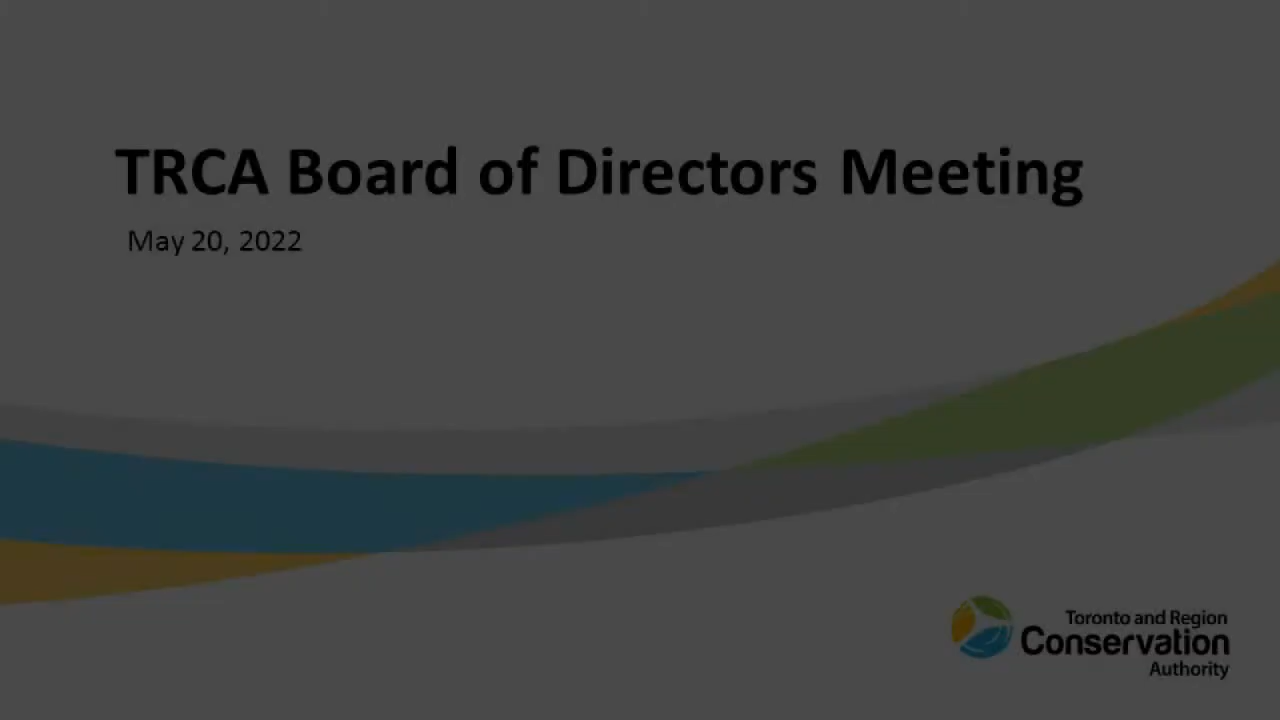 TRCA Board of Directors Meeting
May 20, 2022
Toronto and Region
Conservation
Authority